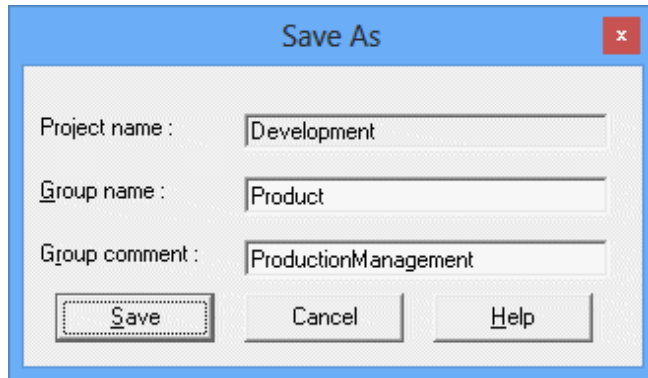 Save As
x
Project name : Development
Group name : Product
Group comment : ProductionManagement
Save Cancel Help